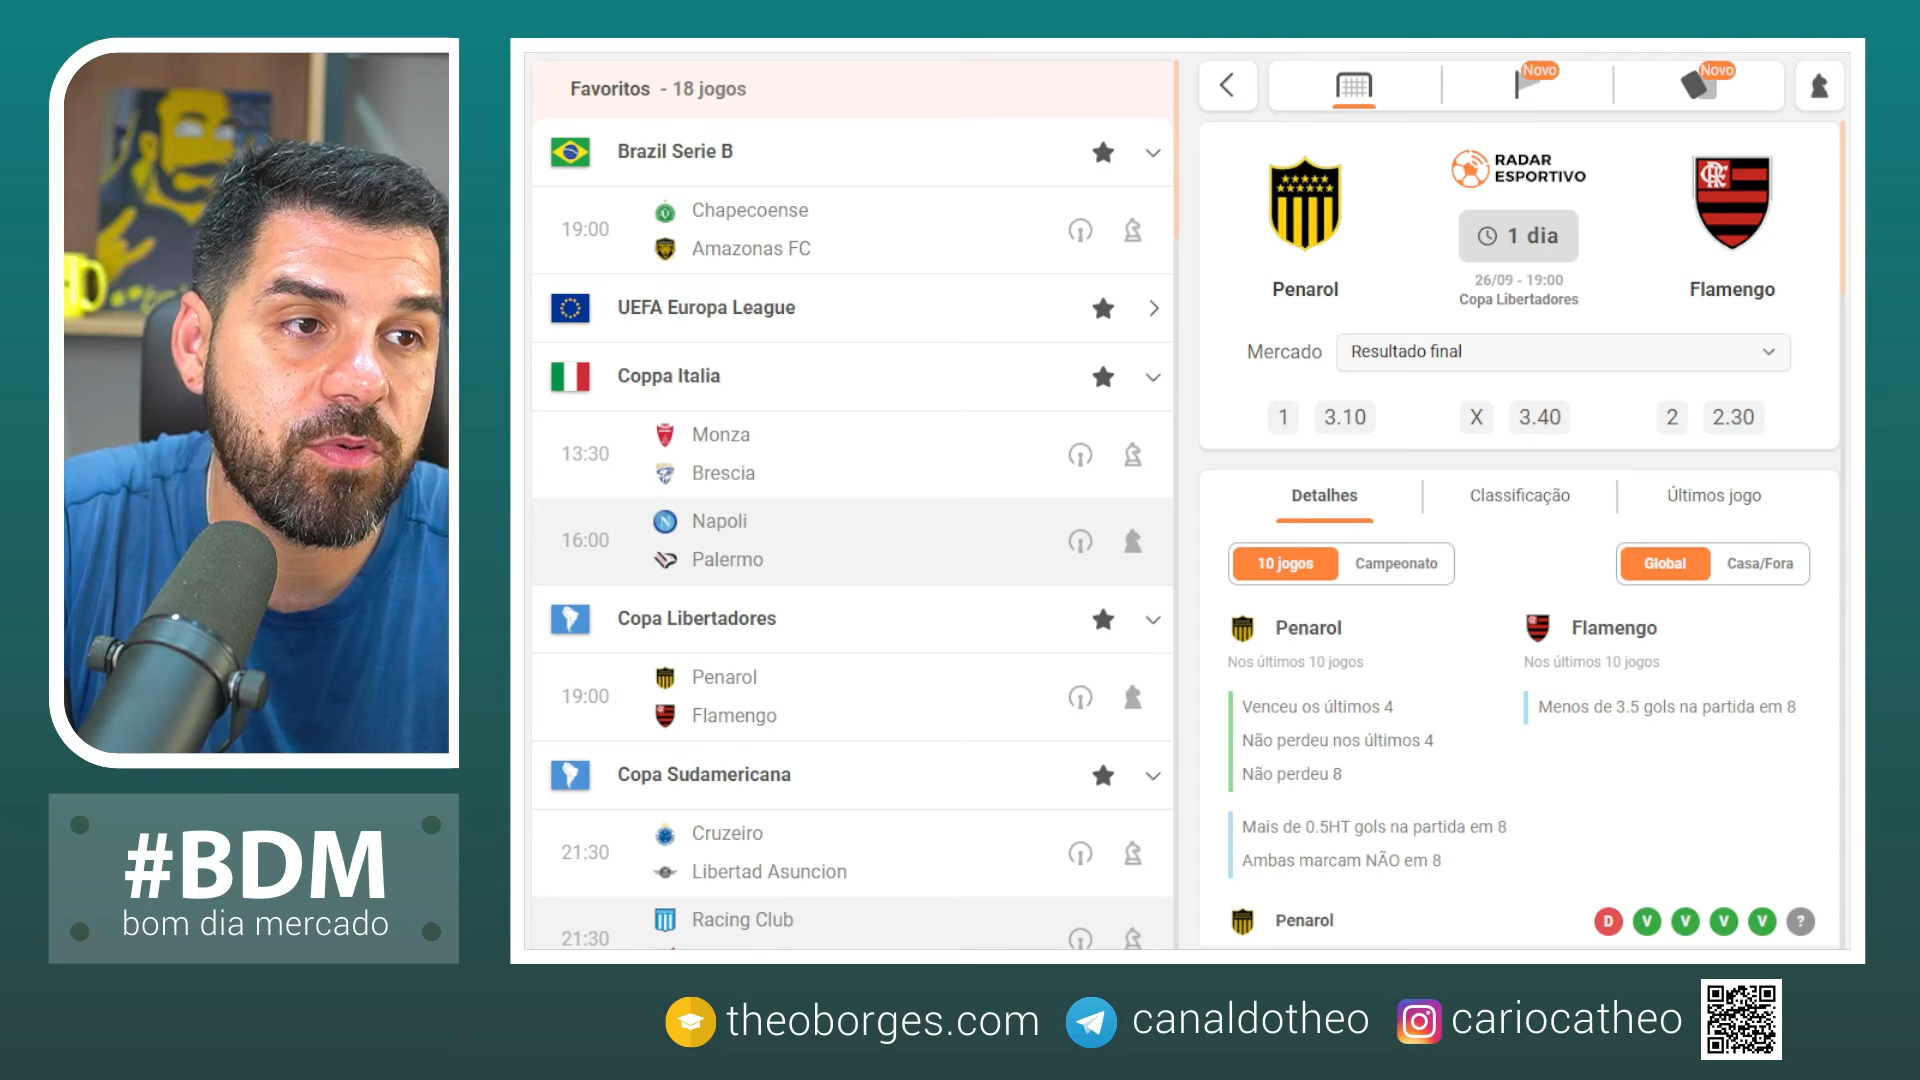 #BDM
bom dia mercado
Favoritos - 18 jogos
Brazil Serie B
19:00
Chapecoense
Amazonas FC
UEFA Europa League
Coppa Italia
13:30
Monza
Brescia
16:00
Napoli
Palermo
Copa Libertadores
19:00
Penarol
Flamengo
Copa Sudamericana
21:30
Cruzeiro
Libertad Asuncion
21:30
Racing Club
Novo
Novo
RADAR
ESPORTIVO
1 dia
26/09 - 19:00
Copa Libertadores
Penarol
Flamengo
Mercado
Resultado final
1 3.10 X 3.40 2 2.30
Detalhes
Classificação
Últimos jogo
10 jogos
Campeonato
Global
Casa/Fora
Penarol
Nos últimos 10 jogos
Venceu os últimos 4
Não perdeu nos últimos 4
Não perdeu 8
Mais de 0.5HT gols na partida em 8
Ambas marcam NÃO em 8
Flamengo
Nos últimos 10 jogos
Menos de 3.5 gols na partida em 8
Penarol
D V V V V ?
theoborges.com
canaldotheo
cariocatheo